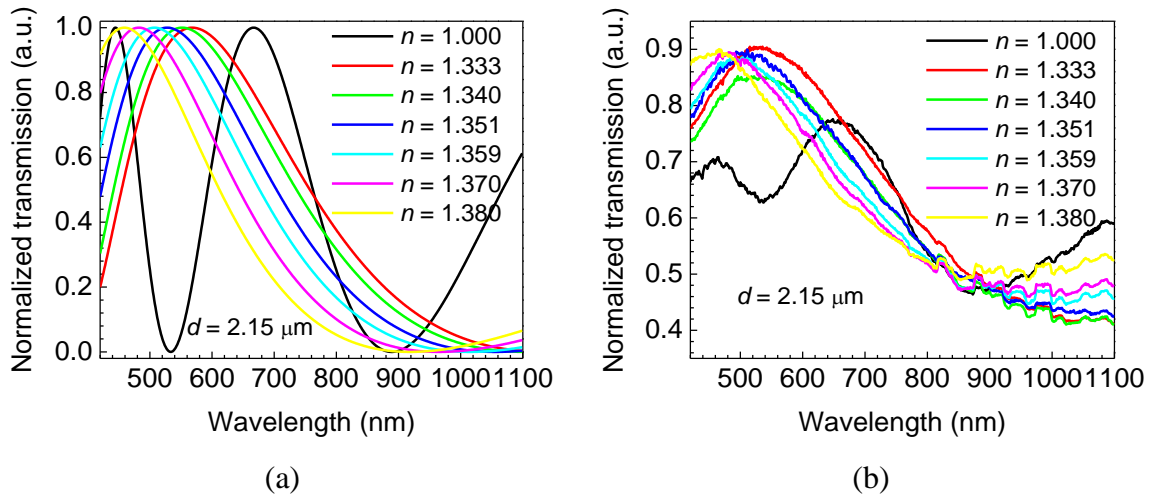 Normalized transmission (a.u.)
1.0
0.8
0.6
0.4
0.2
0.0
n = 1.000
n = 1.333
n = 1.340
n = 1.351
n = 1.359
n = 1.370
n = 1.380
d = 2.15 μm
500 600 700 800 900 1000 1100
Wavelength (nm)
(a)
Normalized transmission (a.u.)
0.9
0.8
0.7
0.6
0.5
0.4
n = 1.000
n = 1.333
n = 1.340
n = 1.351
n = 1.359
n = 1.370
n = 1.380
d = 2.15 μm
500 600 700 800 900 1000 1100
Wavelength (nm)
(b)